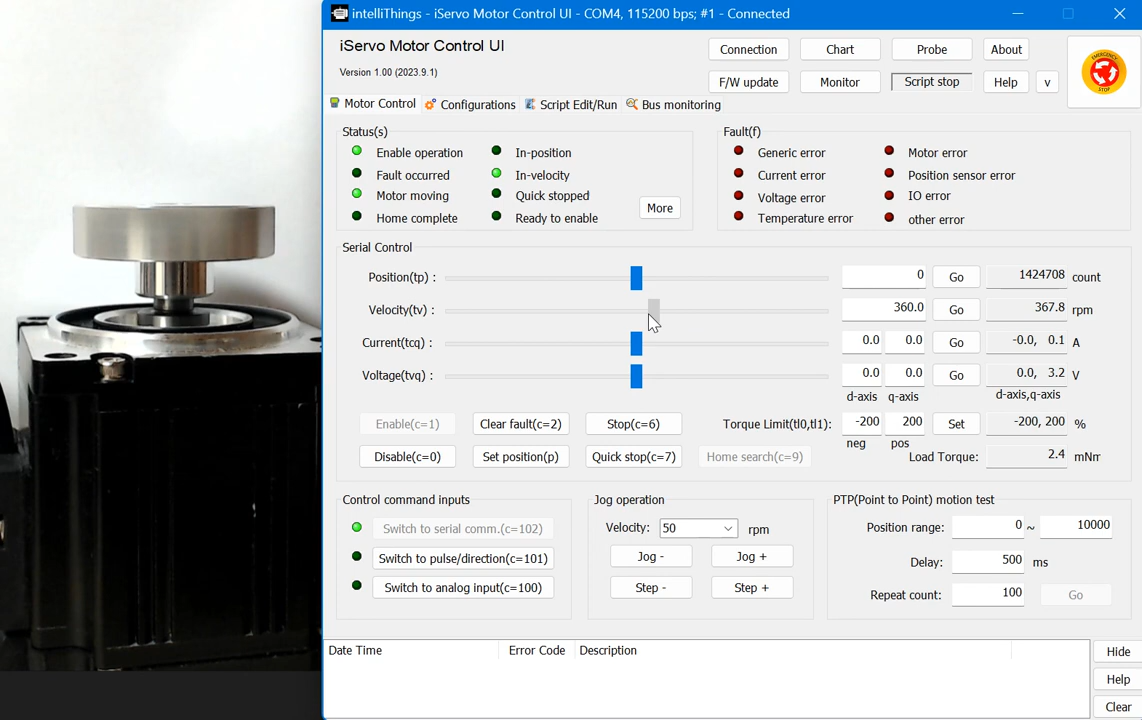 intelliThings - iServo Motor Control UI - COM4, 115200 bps; #1 - Connected
iServo Motor Control UI
Version 1.00 (2023.9.1)
Connection Chart Probe About
F/W update Monitor Script stop Help v
EMERGENCY
STOP
Motor Control Configurations Script Edit/Run Bus monitoring
Status(s)
Enable operation In-position
Fault occurred In-velocity
Motor moving Quick stopped
Home complete Ready to enable
More
Fault(f)
Generic error Motor error
Current error Position sensor error
Voltage error IO error
Temperature error other error
Serial Control
Position(tp) : 0 Go 1424708 count
Velocity(tv) : 360.0 Go 367.8 rpm
Current(tcq) : 0.0 0.0 Go -0.0, 0.1 A
Voltage(tvq) : 0.0 0.0 Go 0.0, 3.2 V
d-axis q-axis d-axis,q-axis
Enable(c=1) Clear fault(c=2) Stop(c=6) Torque Limit(tl0,tl1): -200 200 Set -200, 200 %
neg pos
Disable(c=0) Set position(p) Quick stop(c=7) Home search(c=9) Load Torque: 2.4 mNm
Control command inputs
Switch to serial comm.(c=102)
Switch to pulse/direction(c=101)
Switch to analog input(c=100)
Jog operation
Velocity: 50 rpm
Jog - Jog +
Step - Step +
PTP(Point to Point) motion test
Position range: 0 ~ 10000
Delay: 500 ms
Repeat count: 100 Go
Date Time Error Code Description
Hide
Help
Clear